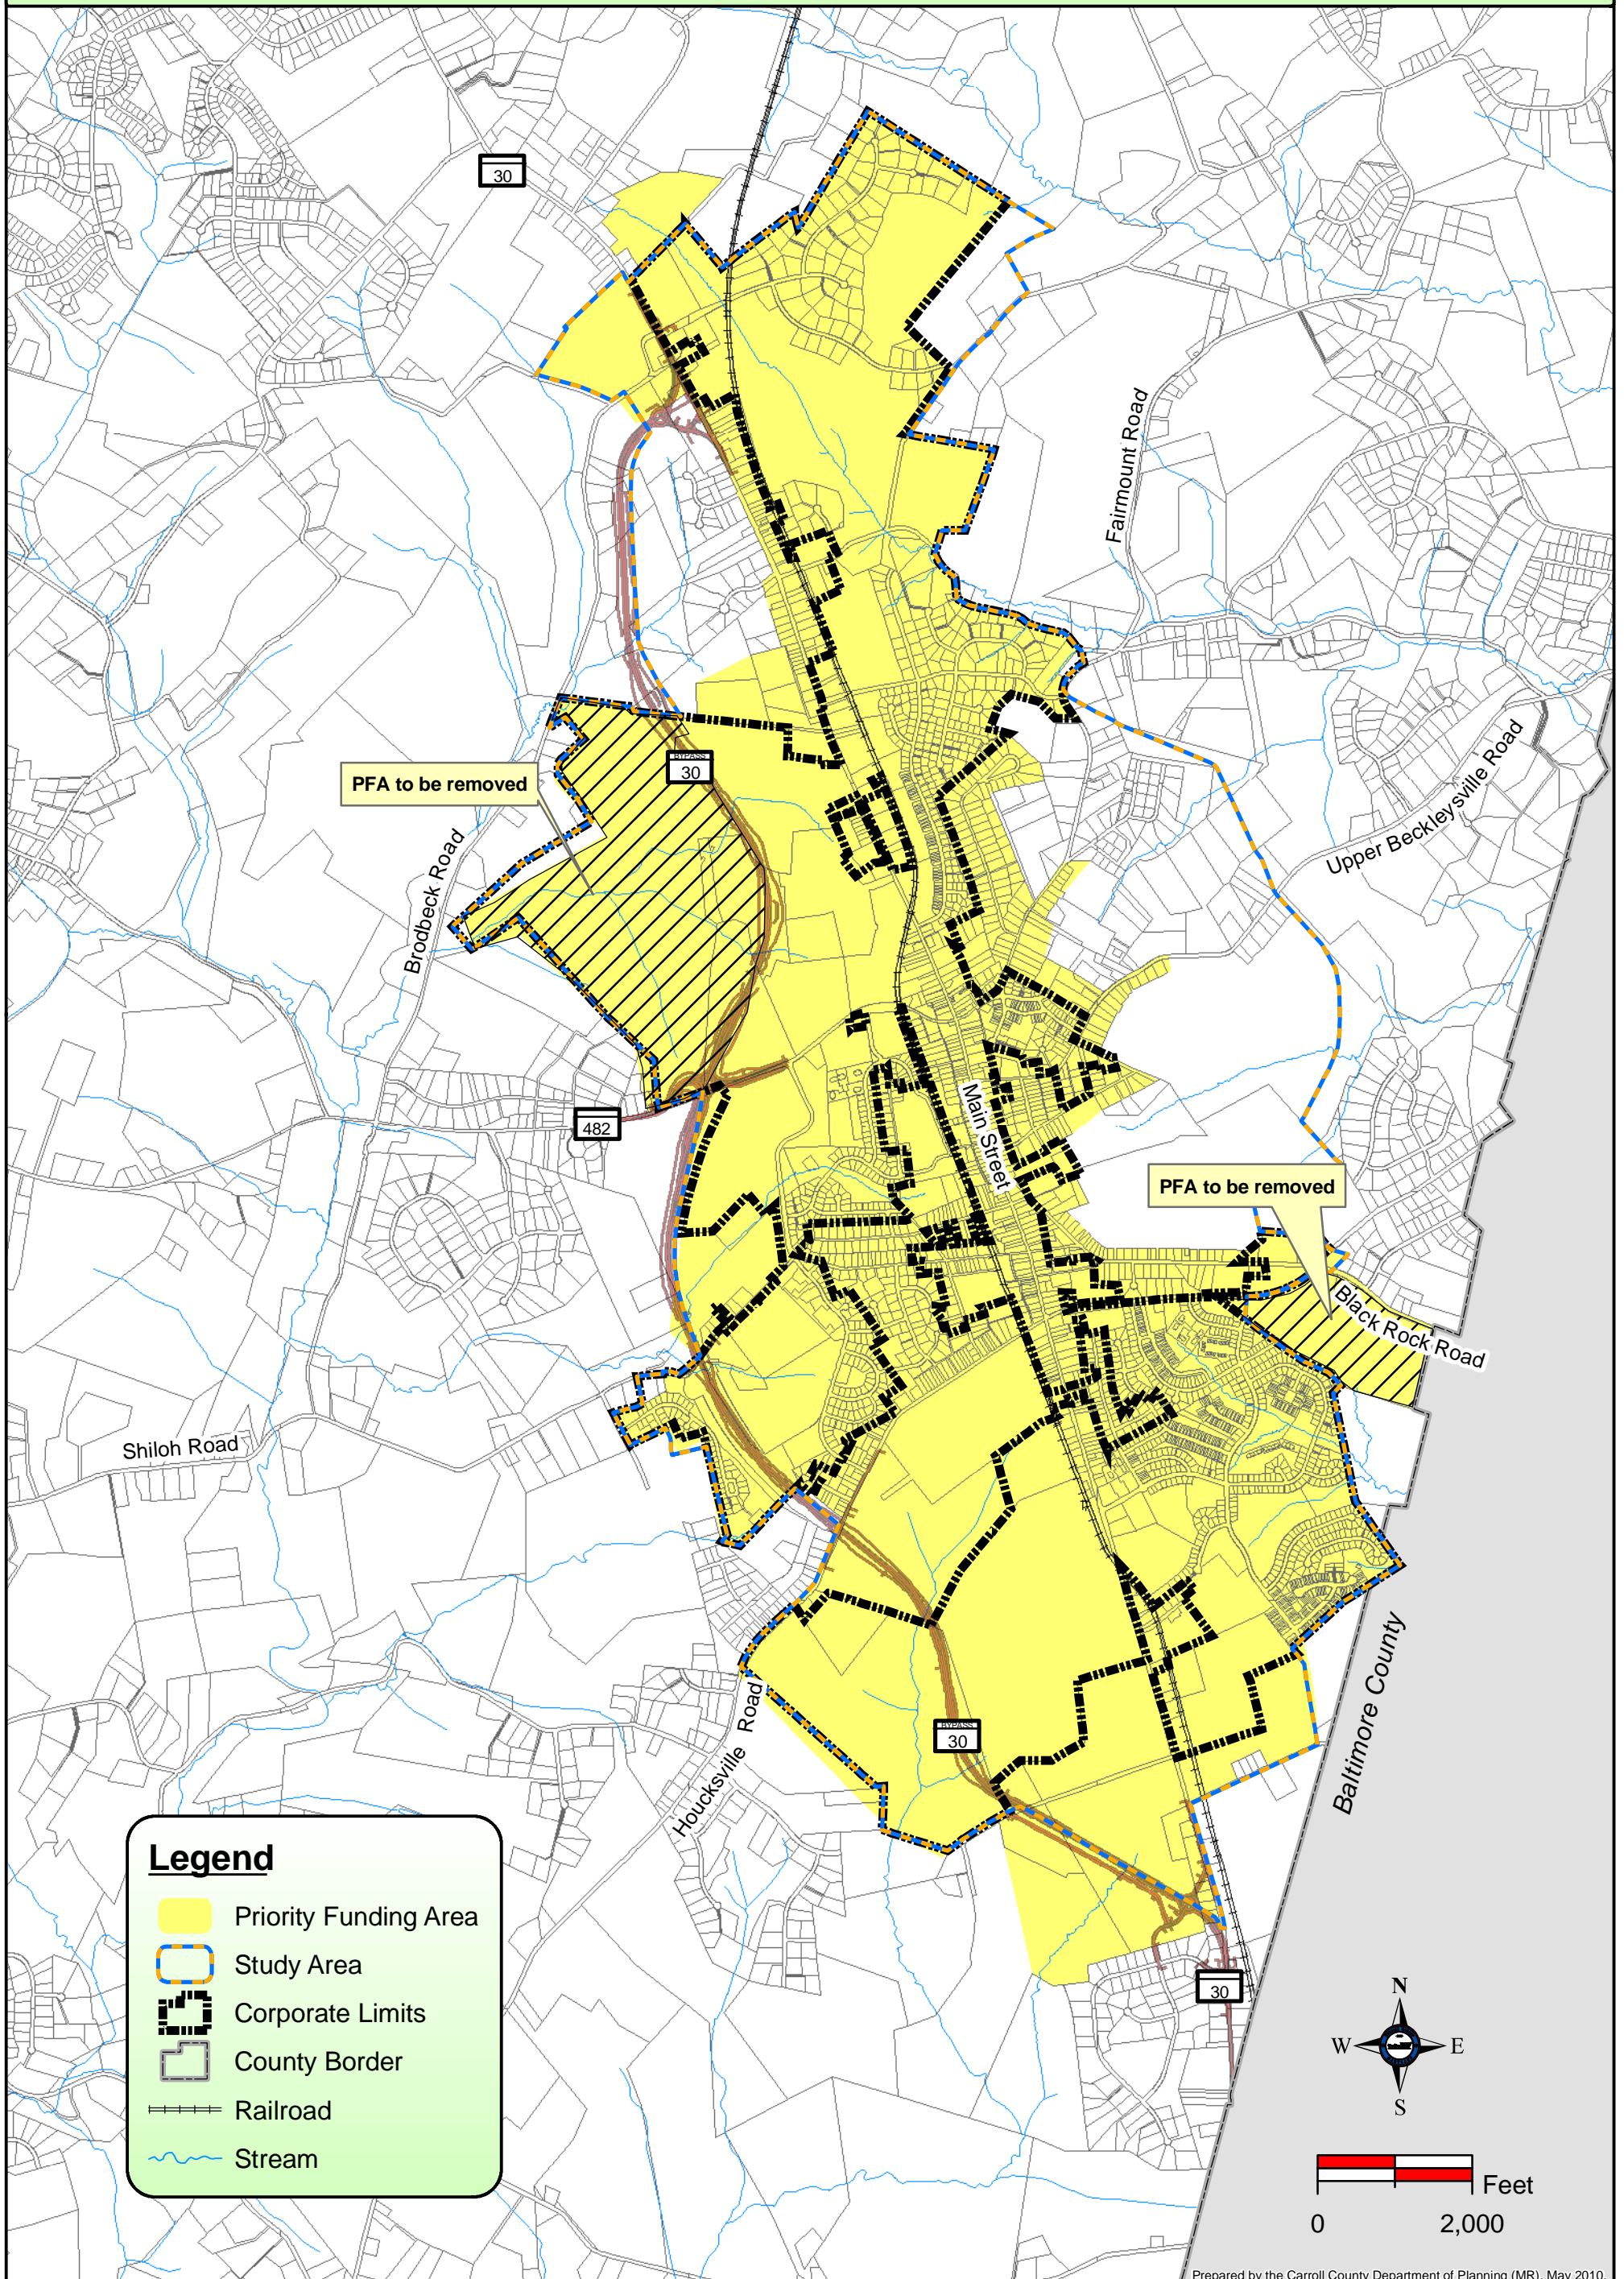 30
Fairmount Road
Upper Beckleysville Road
BYPASS
30
PFA to be removed
Brodbeck Road
482
Main Street
PFA to be removed
Black Rock Road
Shiloh Road
Baltimore County
Houcksville Road
BYPASS
30
30
Legend
Priority Funding Area
Study Area
Corporate Limits
County Border
Railroad
Stream
N
W
E
S
Feet
0
2,000
Prepared by the Carroll County Department of Planning (MR), May 2010.